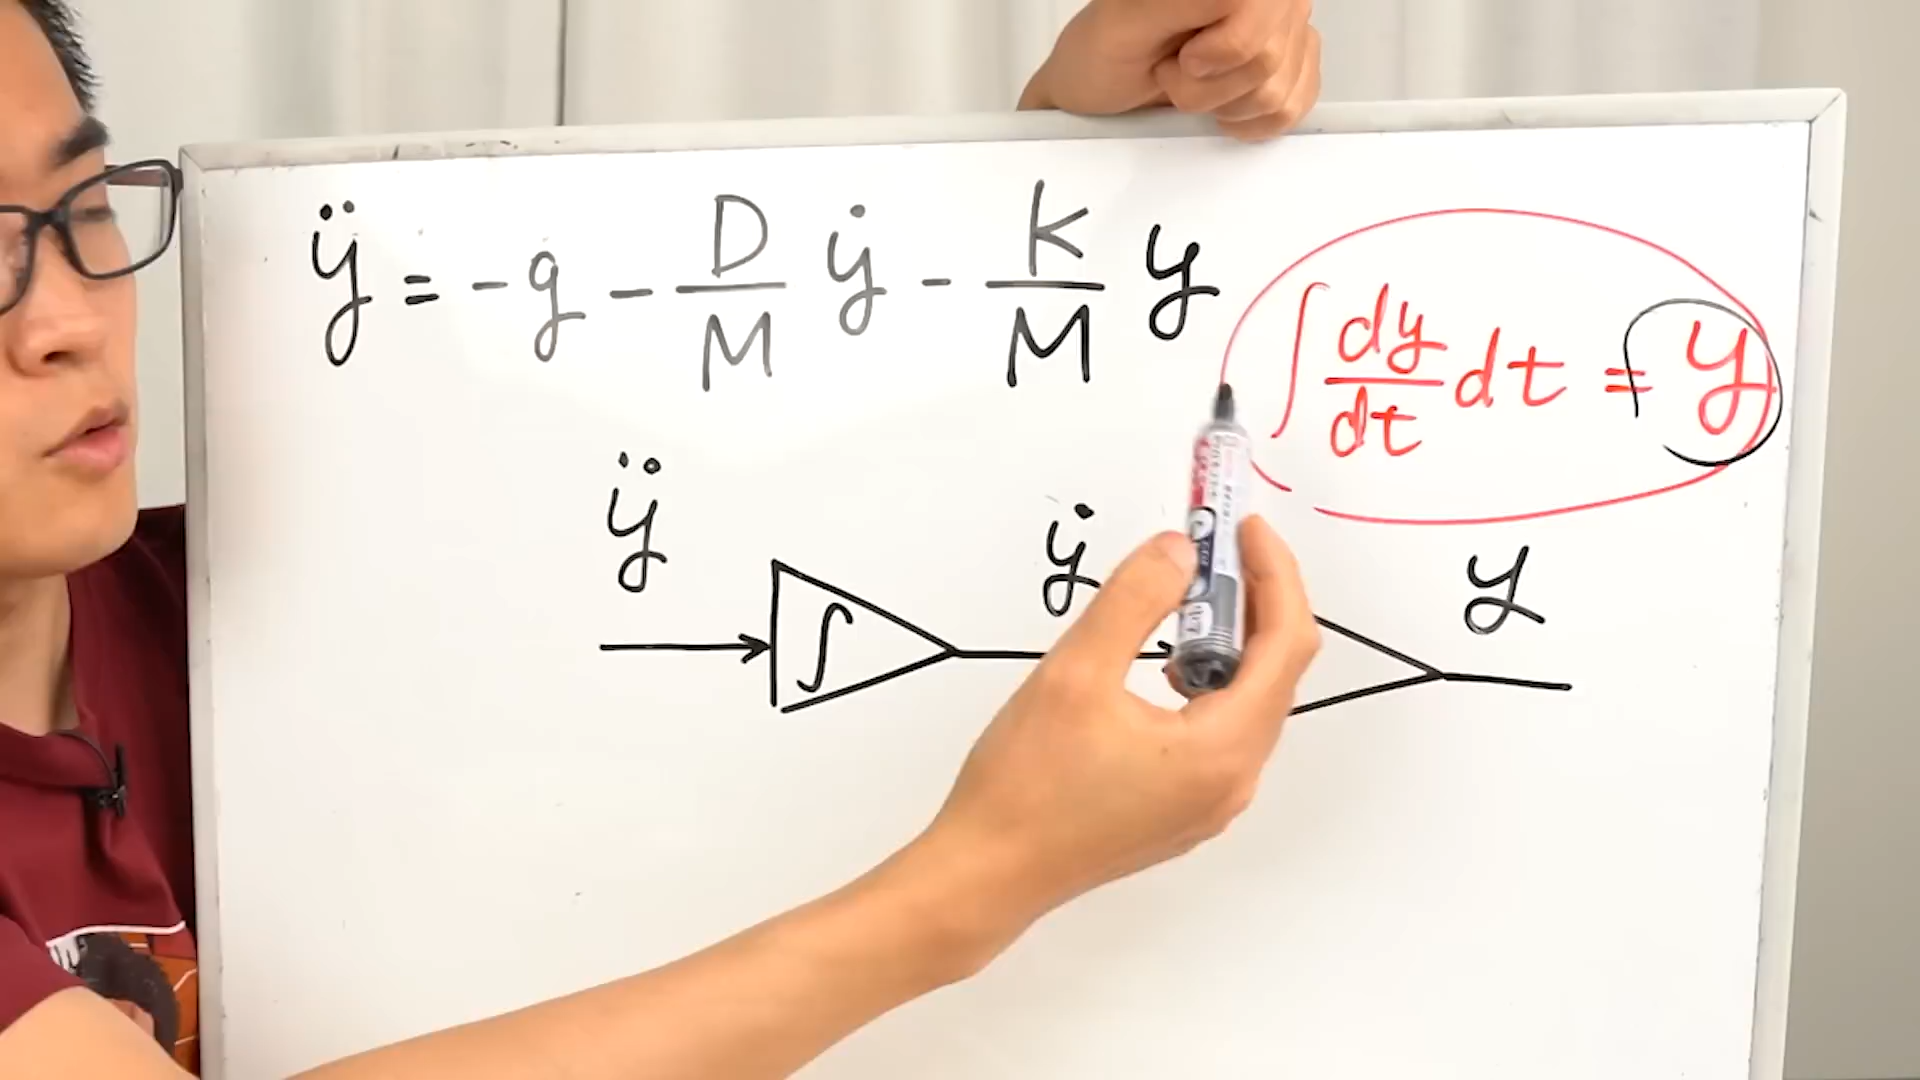 ÿ = -g - D/M ẏ - K/M y
∫ dy/dt dt = y
ÿ ẏ y
∫